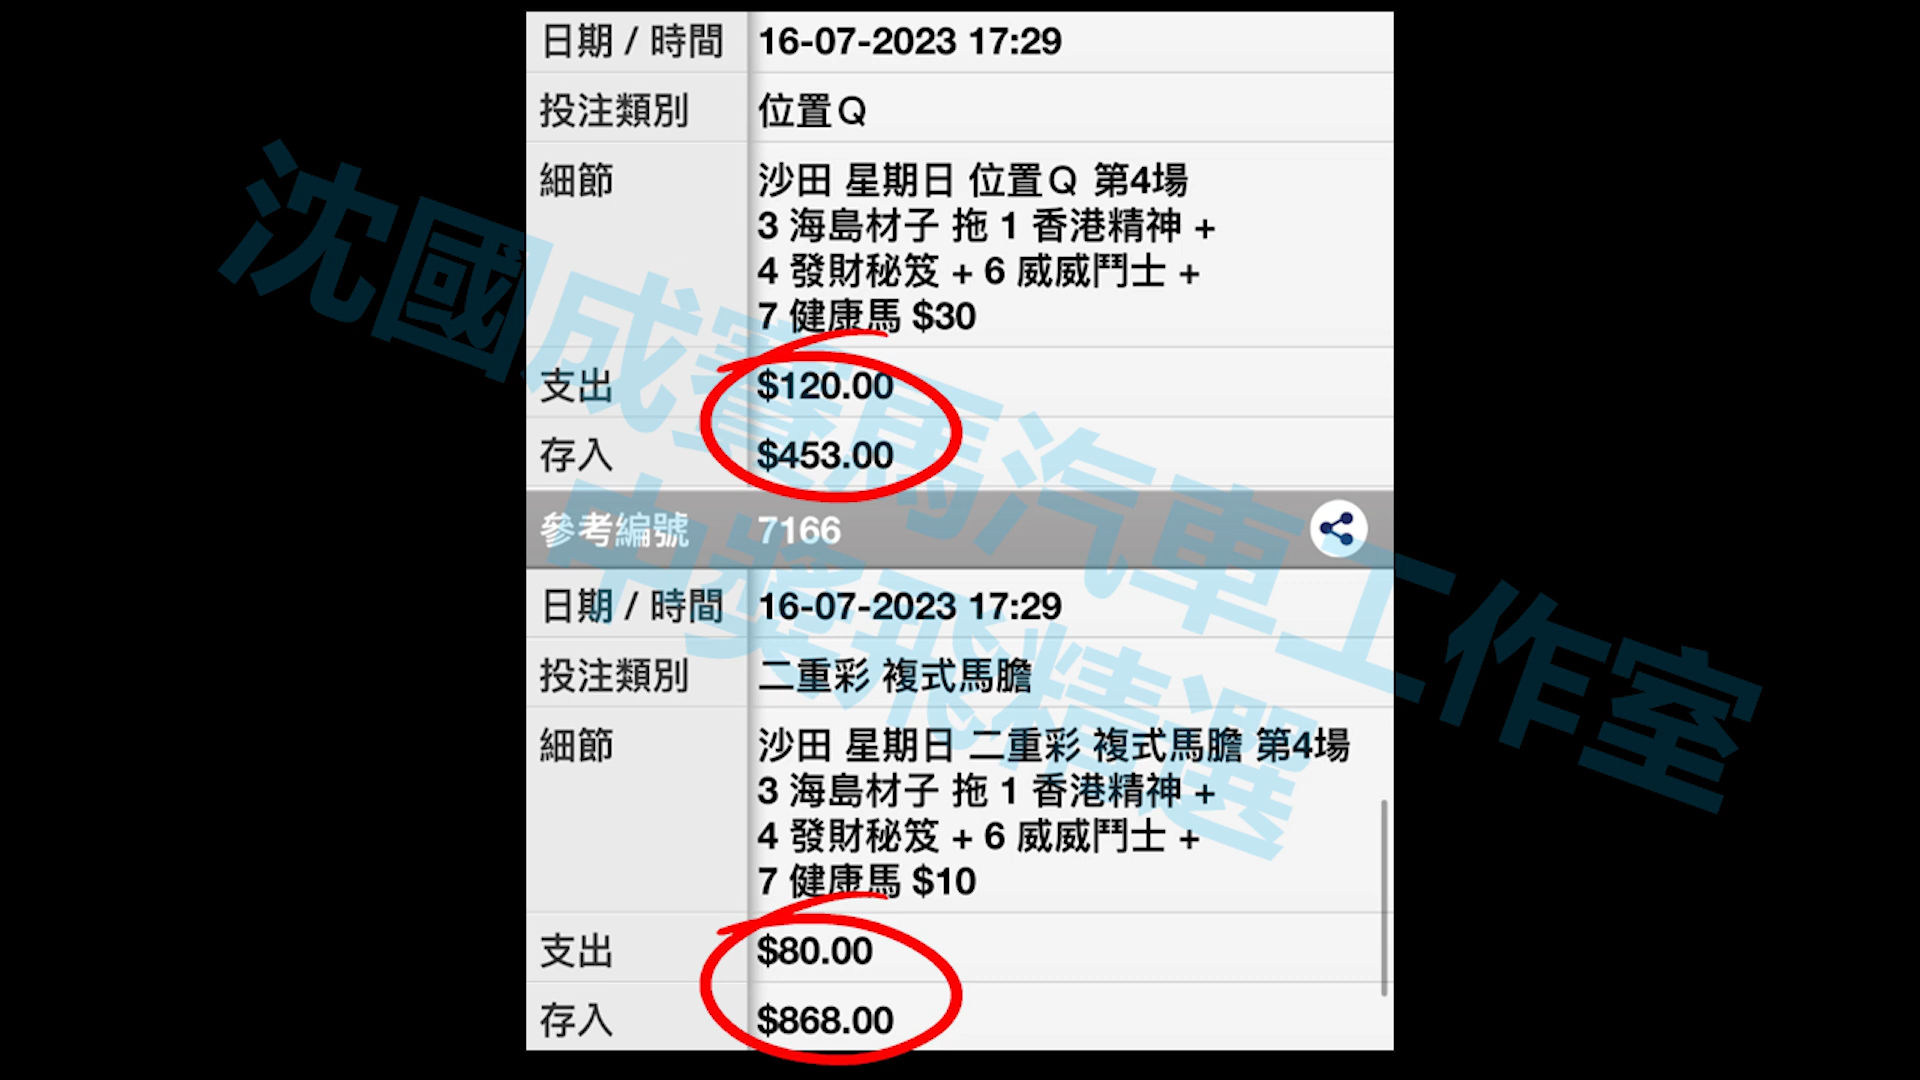 日期 / 時間 16-07-2023 17:29
投注類別 位置Q
細節 沙田 星期日 位置Q 第4場
3 海島材子 拖 1 香港精神 +
4 發財秘笈 + 6 威威鬥士 +
7 健康馬 $30
支出 $120.00
存入 $453.00
參考編號 7166
日期 / 時間 16-07-2023 17:29
投注類別 二重彩 複式馬膽
細節 沙田 星期日 二重彩 複式馬膽 第4場
3 海島材子 拖 1 香港精神 +
4 發財秘笈 + 6 威威鬥士 +
7 健康馬 $10
支出 $80.00
存入 $868.00
沈國成賽馬汽車工作室
中獎飛精選